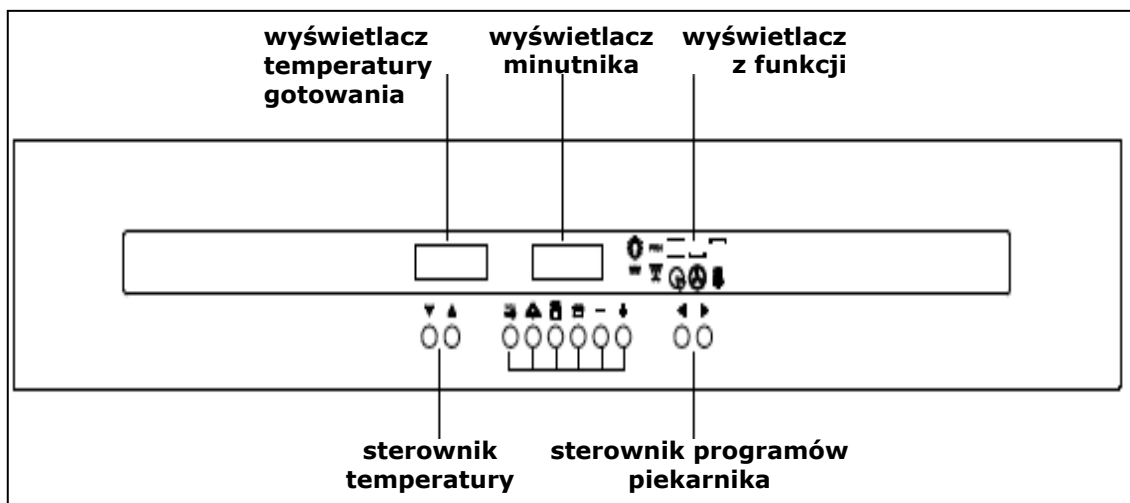 wyświetlacz
temperatury
gotowania
wyświetlacz
minutnika
wyświetlacz
z funkcji
sterownik
temperatury
sterownik programów
piekarnika